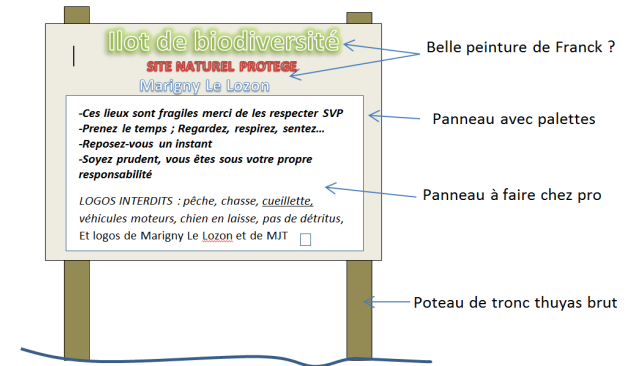 Ilot de biodiversité
SITE NATUREL PROTEGE
Marigny Le Lozon
-Ces lieux sont fragiles merci de les respecter SVP
-Prenez le temps ; Regardez, respirez, sentez...
-Reposez-vous un instant
-Soyez prudent, vous êtes sous votre propre
responsabilité
LOGOS INTERDITS : pêche, chasse, cueillette,
véhicules moteurs, chien en laisse, pas de détritus,
Et logos de Marigny Le Lozon et de MJT
Belle peinture de Franck ?
Panneau avec palettes
Panneau à faire chez pro
Poteau de tronc thuyas brut